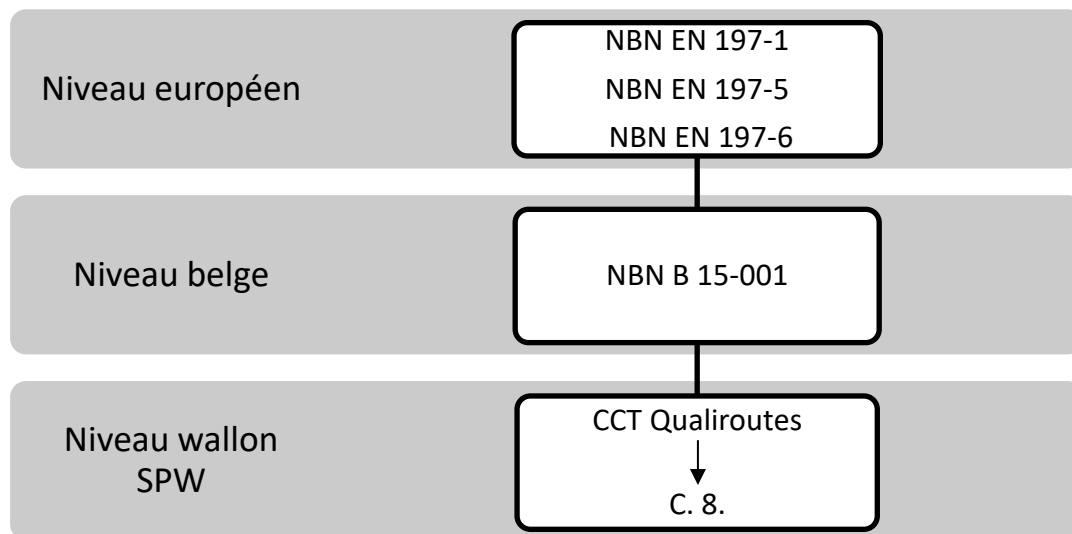 Niveau européen
NBN EN 197-1
NBN EN 197-5
NBN EN 197-6
Niveau belge
NBN B 15-001
Niveau wallon
SPW
CCT Qualiroutes
C. 8.